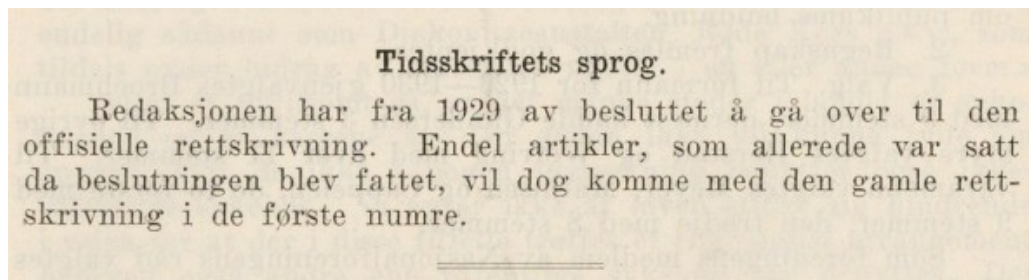 Tidsskriftets sprog.
Redaksjonen har fra 1929 av besluttet å gå over til den
offisielle rettskrivning. Endel artikler, som allerede var satt
da beslutningen blev fattet, vil dog komme med den gamle rett-
skrivning i de første numre.